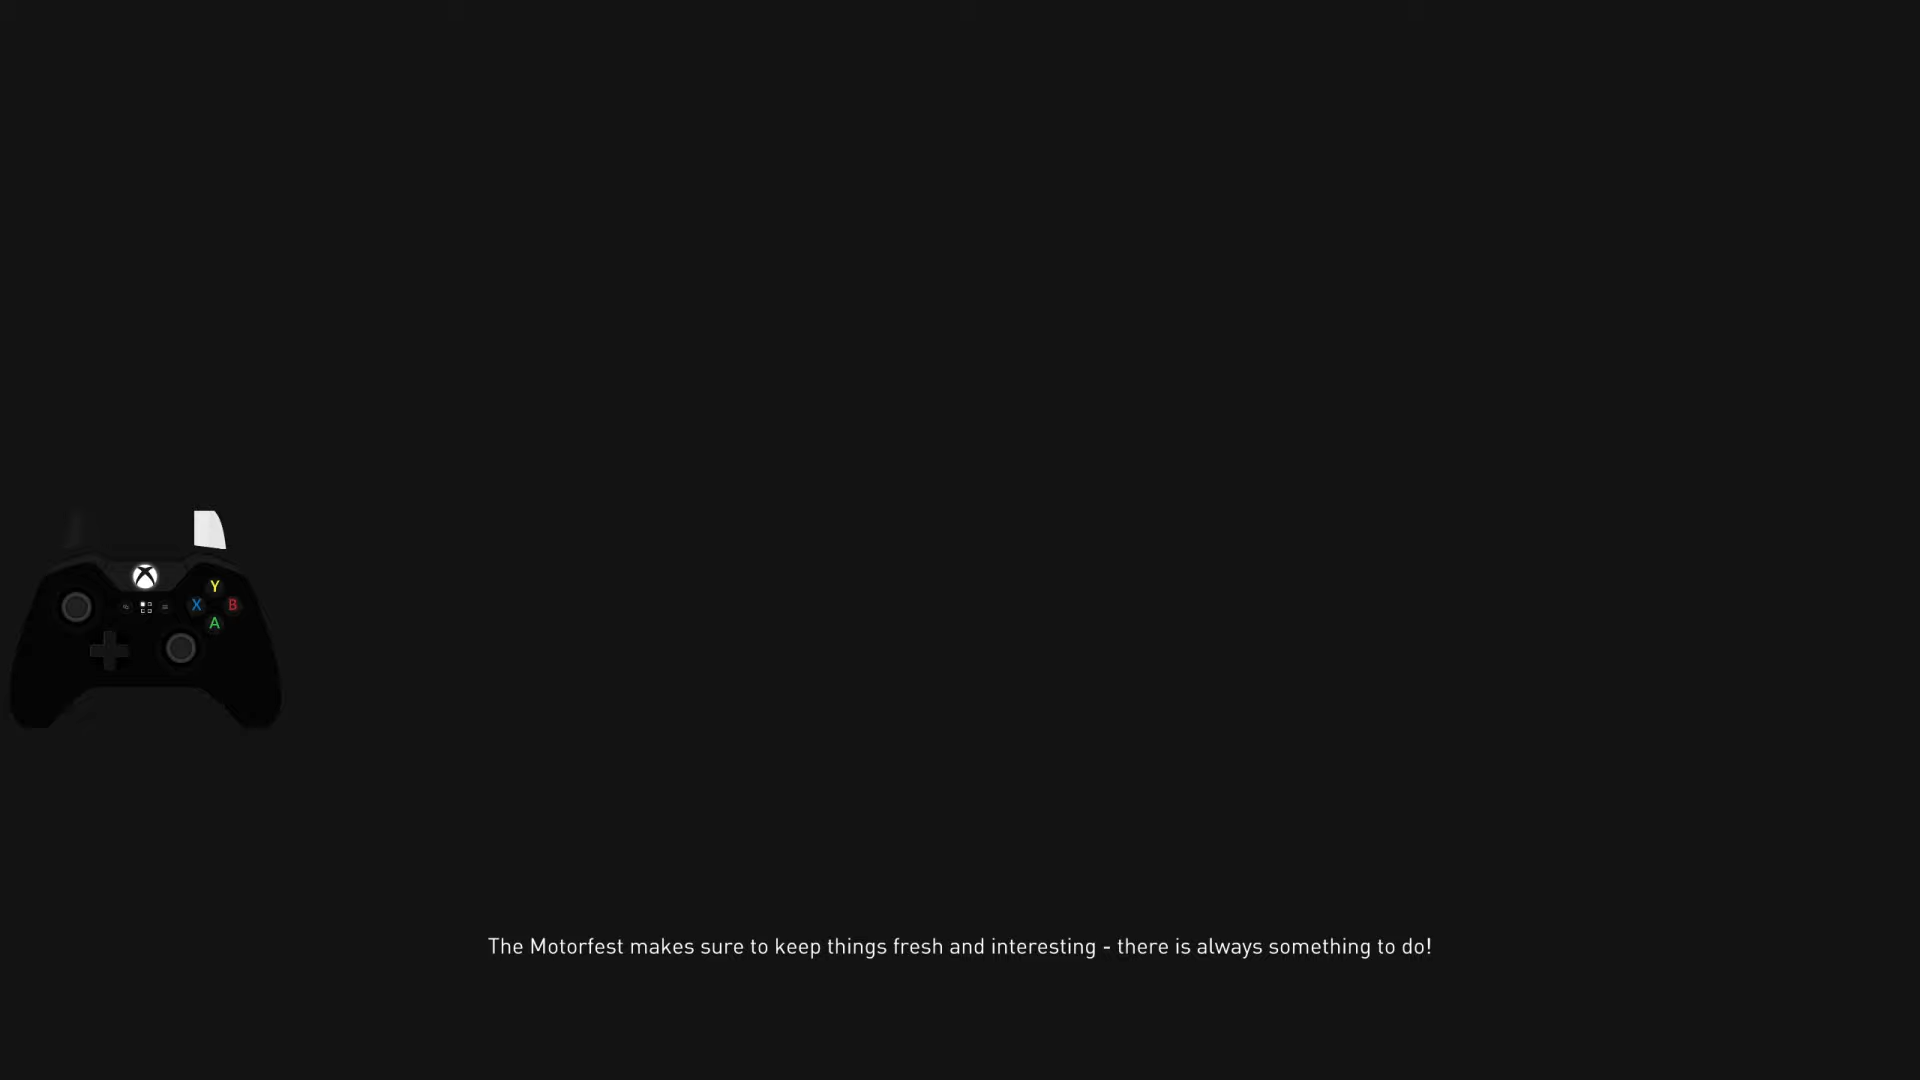 Y
X B
A
The Motorfest makes sure to keep things fresh and interesting - there is always something to do!